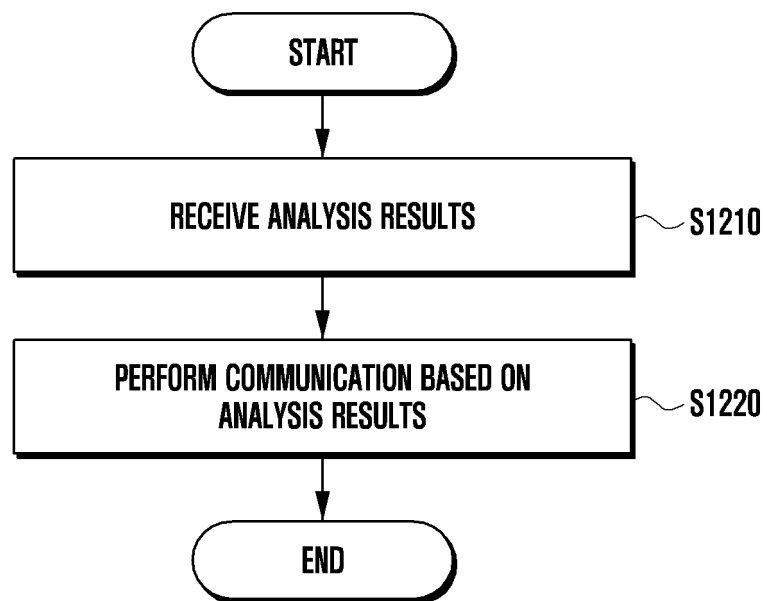 START
RECEIVE ANALYSIS RESULTS
S1210
PERFORM COMMUNICATION BASED ON
ANALYSIS RESULTS
S1220
END